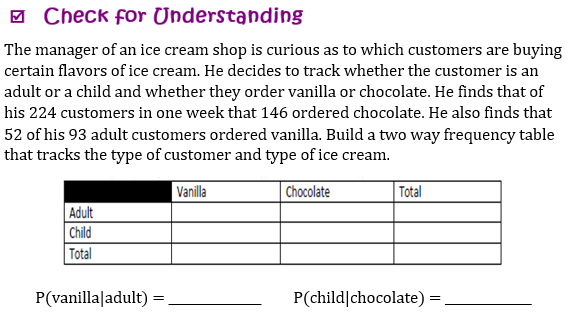 ☑ Check for Understanding
The manager of an ice cream shop is curious as to which customers are buying
certain flavors of ice cream. He decides to track whether the customer is an
adult or a child and whether they order vanilla or chocolate. He finds that of
his 224 customers in one week that 146 ordered chocolate. He also finds that
52 of his 93 adult customers ordered vanilla. Build a two way frequency table
that tracks the type of customer and type of ice cream.
Vanilla Chocolate Total
Adult
Child
Total
P(vanilla|adult) = __________ P(child|chocolate) = __________